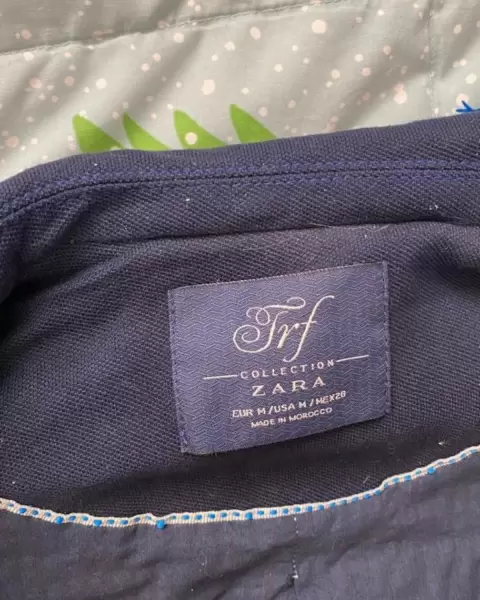 Trf
COLLECTION
ZARA
EUR M / USA M / MEX 28
MADE IN MOROCCO